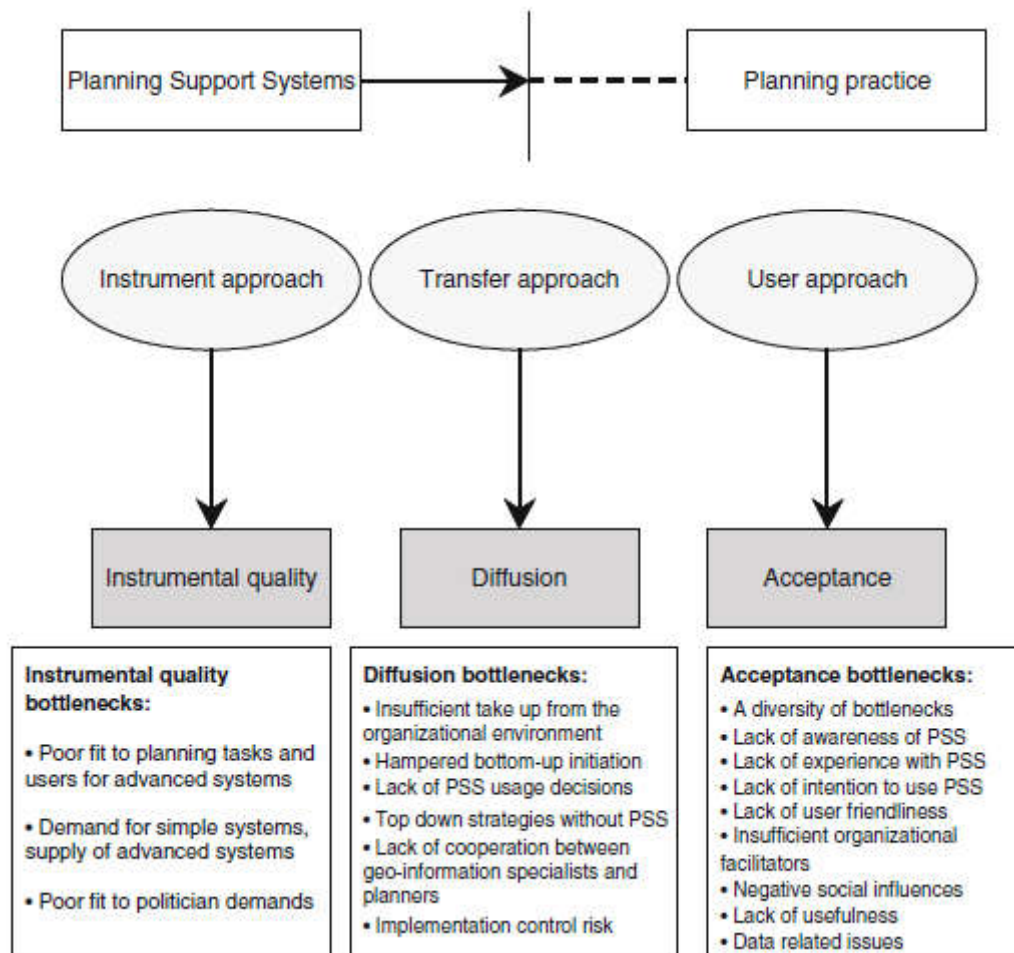 Planning Support Systems
Planning practice
Instrument approach
Transfer approach
User approach
Instrumental quality
Diffusion
Acceptance
Instrumental quality
bottlenecks:
• Poor fit to planning tasks and
users for advanced systems
• Demand for simple systems,
supply of advanced systems
• Poor fit to politician demands
Diffusion bottlenecks:
• Insufficient take up from the
organizational environment
• Hampered bottom-up initiation
• Lack of PSS usage decisions
• Top down strategies without PSS
• Lack of cooperation between
geo-information specialists and
planners
• Implementation control risk
Acceptance bottlenecks:
• A diversity of bottlenecks
• Lack of awareness of PSS
• Lack of experience with PSS
• Lack of intention to use PSS
• Lack of user friendliness
• Insufficient organizational
facilitators
• Negative social influences
• Lack of usefulness
• Data related issues